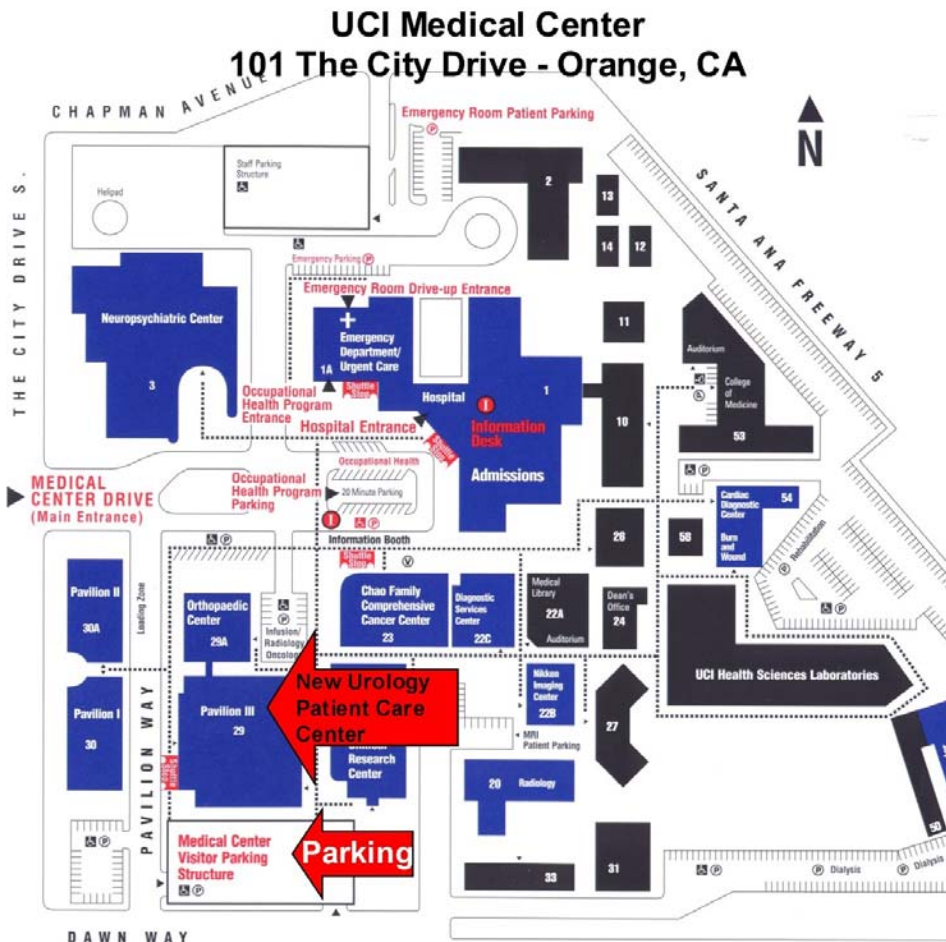 UCI Medical Center
101 The City Drive - Orange, CA
CHAPMAN AVENUE
Emergency Room Patient Parking
P
N
THE CITY DRIVE S.
SANTA ANA FREEWAY 5
Staff Parking
Structure
Helipad
2
13
14
12
Emergency Parking P
Emergency Room Drive-up Entrance
Neuropsychiatric Center
3
Emergency
Department/
Urgent Care
1A
Shuttle
Stop
Occupational
Health Program
Entrance
Hospital
1
Hospital Entrance
Information
Desk
Shuttle
Stop
Admissions
11
10
Auditorium
College
of
Medicine
53
MEDICAL
CENTER DRIVE
(Main Entrance)
Occupational
Health Program
Parking
Occupational Health
20 Minute Parking
P
Information Booth
Shuttle
Stop
V
P
P
Cardiac
Diagnostic
Center
54
Burn
and
Wound
26
58
Rehabilitation
P
P
Pavilion II
30A
Loading Zone
Orthopaedic
Center
29A
P
Infusion/
Radiology
Oncology
Chao Family
Comprehensive
Cancer Center
23
Diagnostic
Services
Center
22C
Medical
Library
22A
Auditorium
Dean's
Office
24
UCI Health Sciences Laboratories
New Urology
Patient Care
Center
Pavilion I
30
Pavilion III
29
PAVILION WAY
Shuttle
Stop
Research
Center
Nikken
Imaging
Center
22B
MRI
Patient Parking
27
20 Radiology
50
Medical Center
Visitor Parking
Structure
P
Parking
P
33
31
P
Dialysis
P
Dialysis
DAWN WAY